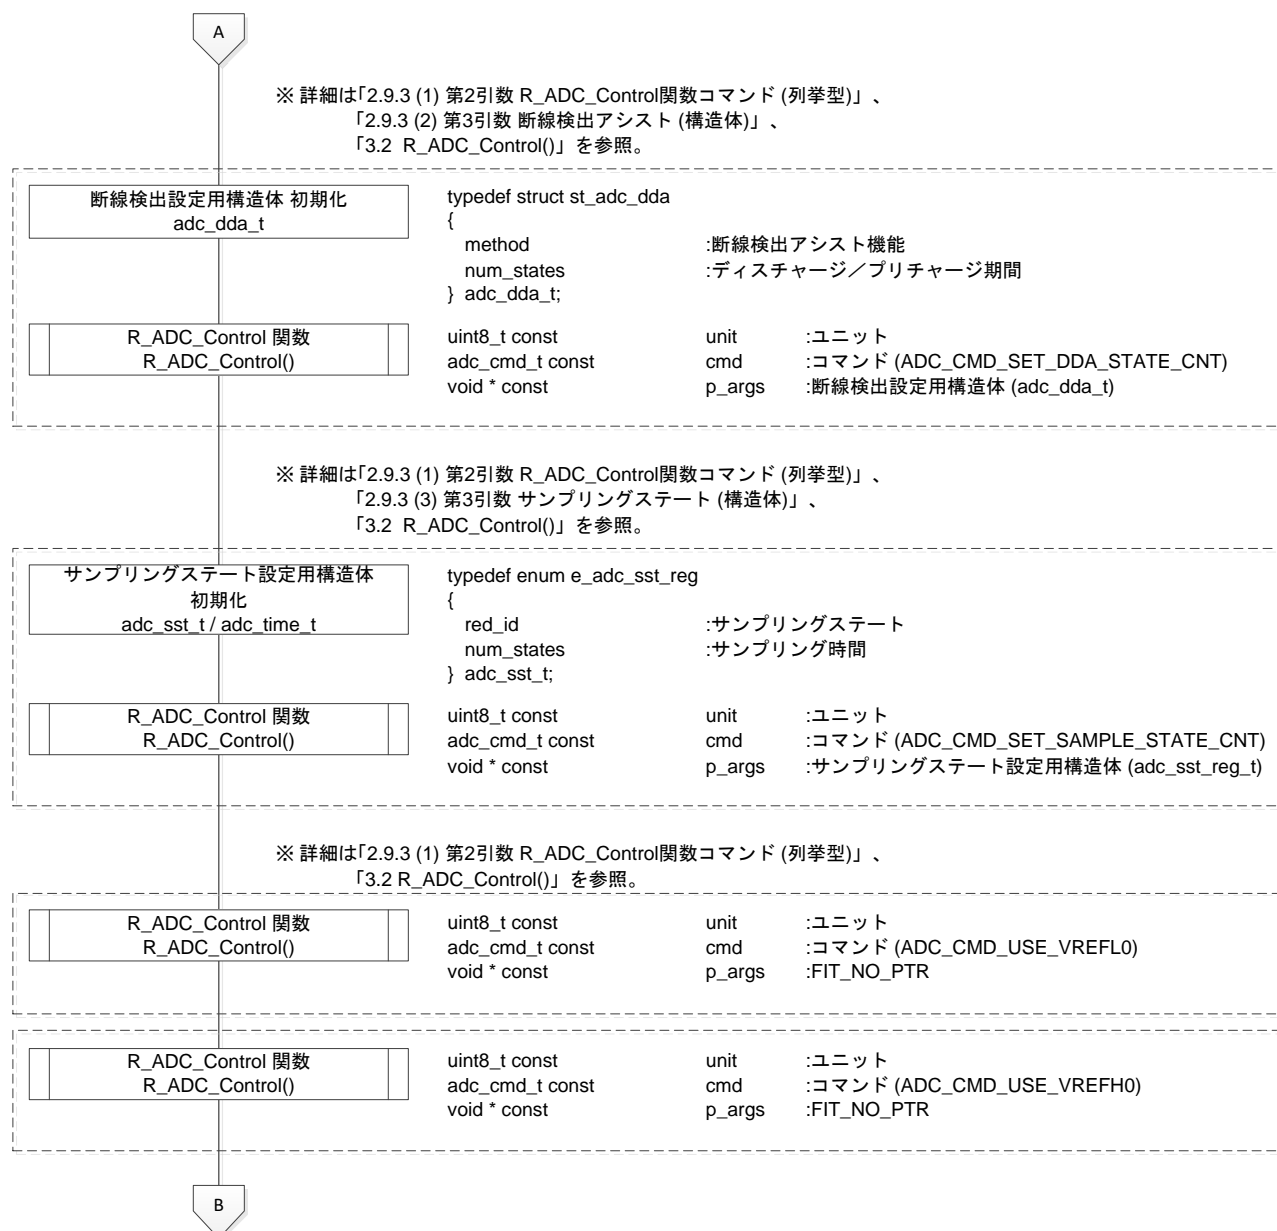 A
※ 詳細は「2.9.3 (1) 第2引数 R_ADC_Control関数コマンド (列挙型)」、
「2.9.3 (2) 第3引数 断線検出アシスト (構造体)」、
「3.2 R_ADC_Control()」を参照。
断線検出設定用構造体 初期化
adc_dda_t
typedef struct st_adc_dda
{
method :断線検出アシスト機能
num_states :ディスチャージ／プリチャージ期間
} adc_dda_t;
R_ADC_Control 関数
R_ADC_Control()
uint8_t const unit :ユニット
adc_cmd_t const cmd :コマンド (ADC_CMD_SET_DDA_STATE_CNT)
void * const p_args :断線検出設定用構造体 (adc_dda_t)
※ 詳細は「2.9.3 (1) 第2引数 R_ADC_Control関数コマンド (列挙型)」、
「2.9.3 (3) 第3引数 サンプリングステート (構造体)」、
「3.2 R_ADC_Control()」を参照。
サンプリングステート設定用構造体
初期化
adc_sst_t / adc_time_t
typedef enum e_adc_sst_reg
{
red_id :サンプリングステート
num_states :サンプリング時間
} adc_sst_t;
R_ADC_Control 関数
R_ADC_Control()
uint8_t const unit :ユニット
adc_cmd_t const cmd :コマンド (ADC_CMD_SET_SAMPLE_STATE_CNT)
void * const p_args :サンプリングステート設定用構造体 (adc_sst_reg_t)
※ 詳細は「2.9.3 (1) 第2引数 R_ADC_Control関数コマンド (列挙型)」、
「3.2 R_ADC_Control()」を参照。
R_ADC_Control 関数
R_ADC_Control()
uint8_t const unit :ユニット
adc_cmd_t const cmd :コマンド (ADC_CMD_USE_VREFL0)
void * const p_args :FIT_NO_PTR
R_ADC_Control 関数
R_ADC_Control()
uint8_t const unit :ユニット
adc_cmd_t const cmd :コマンド (ADC_CMD_USE_VREFH0)
void * const p_args :FIT_NO_PTR
B